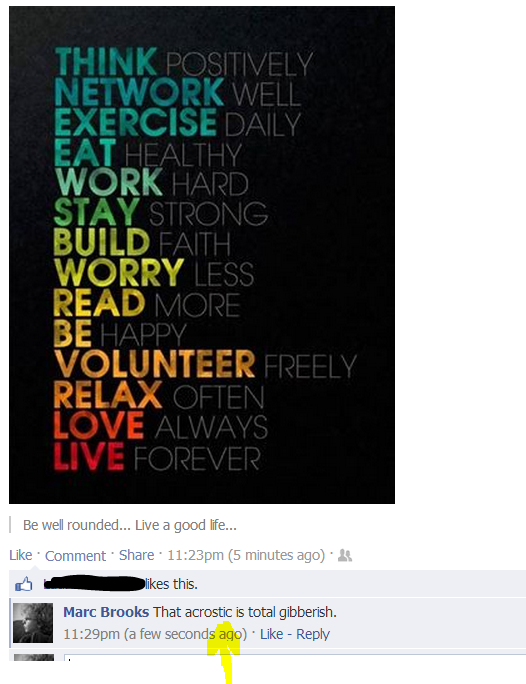 THINK POSITIVELY
NETWORK WELL
EXERCISE DAILY
EAT HEALTHY
WORK HARD
STAY STRONG
BUILD FAITH
WORRY LESS
READ MORE
BE HAPPY
VOLUNTEER FREELY
RELAX OFTEN
LOVE ALWAYS
LIVE FOREVER
Be well rounded... Live a good life...
Like · Comment · Share · 11:23pm (5 minutes ago) ·
likes this.
Marc Brooks That acrostic is total gibberish.
11:29pm (a few seconds ago) · Like - Reply